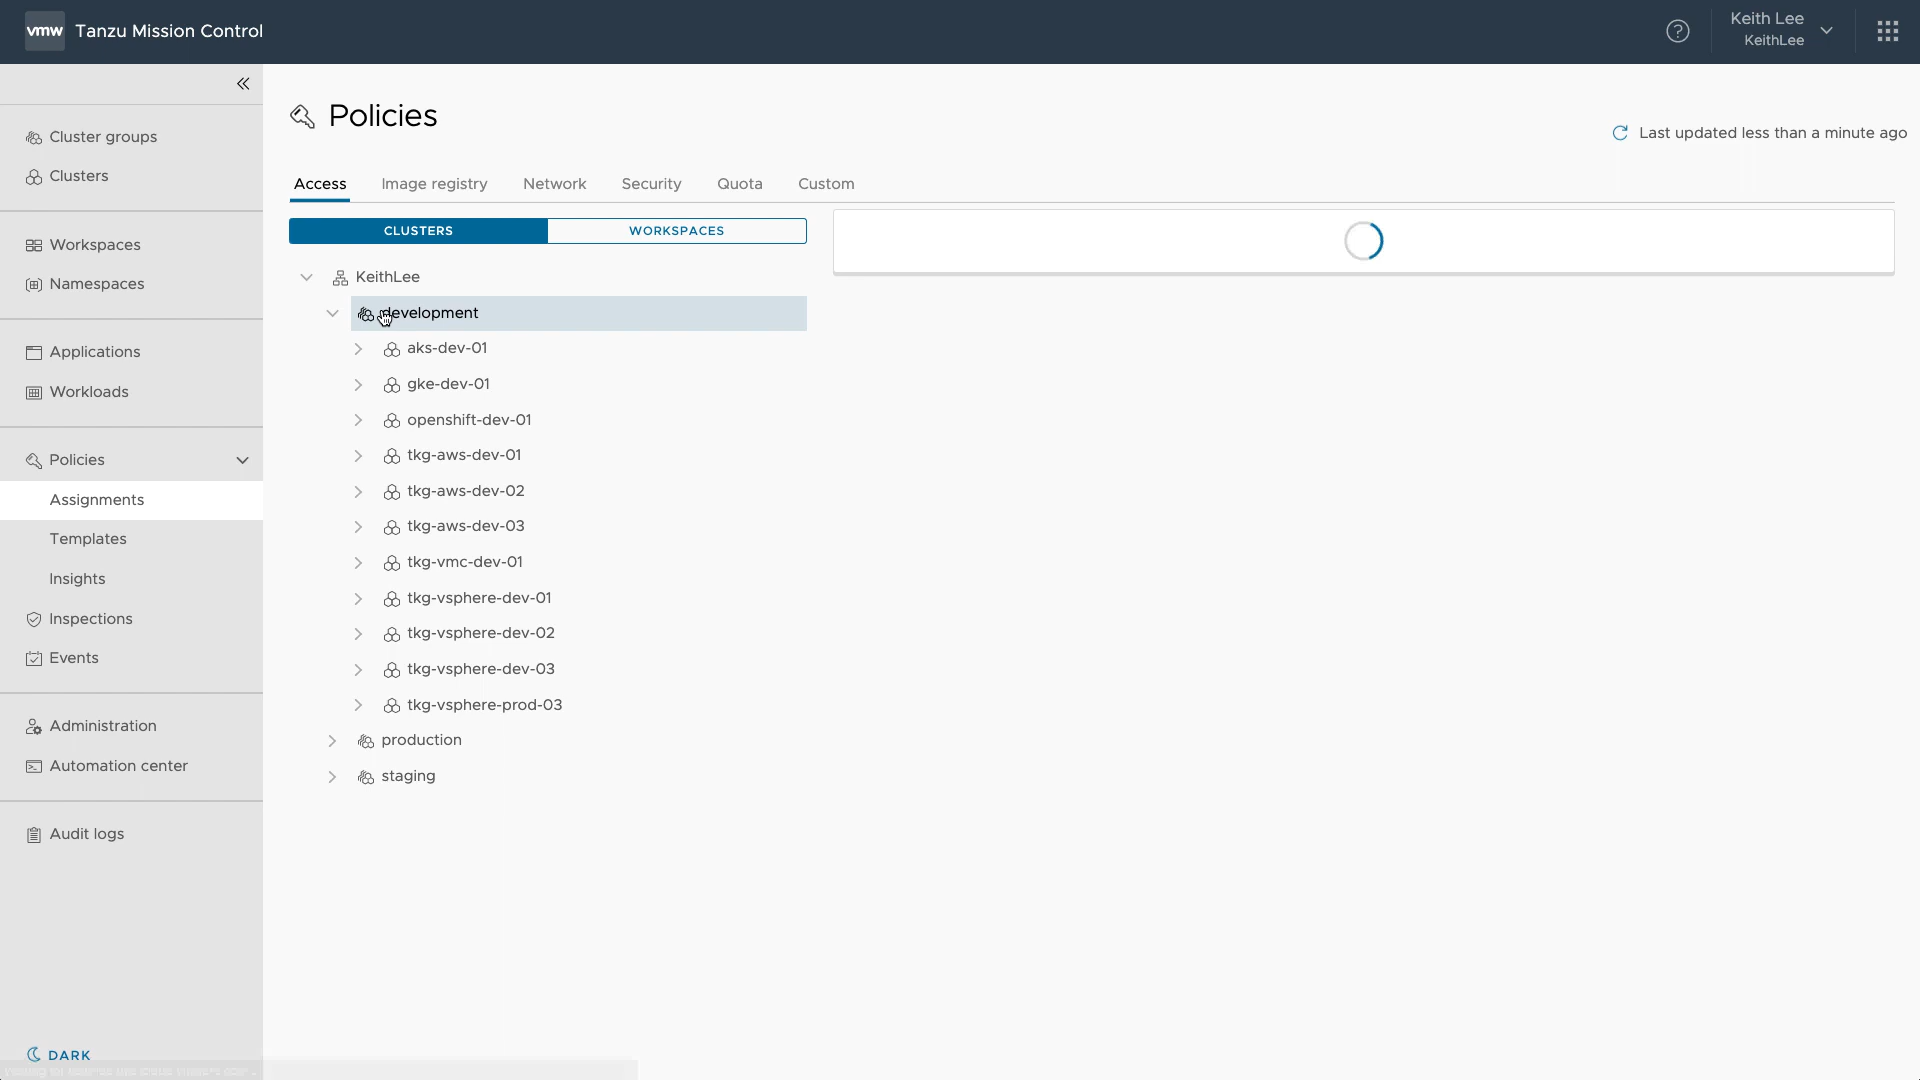 vmw Tanzu Mission Control
Keith Lee
KeithLee
Cluster groups
Clusters
Workspaces
Namespaces
Applications
Workloads
Policies
Assignments
Templates
Insights
Inspections
Events
Administration
Automation center
Audit logs
DARK
Policies
Last updated less than a minute ago
Access Image registry Network Security Quota Custom
CLUSTERS WORKSPACES
KeithLee
development
aks-dev-01
gke-dev-01
openshift-dev-01
tkg-aws-dev-01
tkg-aws-dev-02
tkg-aws-dev-03
tkg-vmc-dev-01
tkg-vsphere-dev-01
tkg-vsphere-dev-02
tkg-vsphere-dev-03
tkg-vsphere-prod-03
production
staging